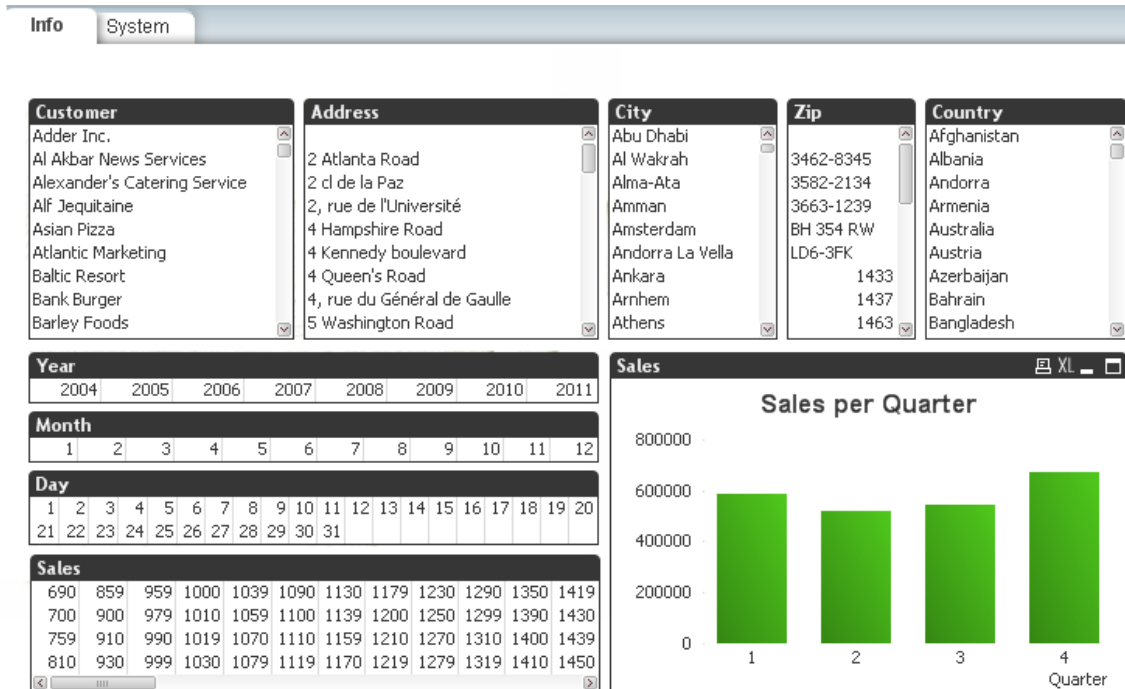 Info System
Customer
Adder Inc.
Al Akbar News Services
Alexander's Catering Service
Alf Jequitaine
Asian Pizza
Atlantic Marketing
Baltic Resort
Bank Burger
Barley Foods
Address
2 Atlanta Road
2 cl de la Paz
2, rue de l'Université
4 Hampshire Road
4 Kennedy boulevard
4 Queen's Road
4, rue du Général de Gaulle
5 Washington Road
City
Abu Dhabi
Al Wakrah
Alma-Ata
Amman
Amsterdam
Andorra La Vella
Ankara
Arnhem
Athens
Zip
3462-8345
3582-2134
3663-1239
BH 354 RW
LD6-3FK
1433
1437
1463
Country
Afghanistan
Albania
Andorra
Armenia
Australia
Austria
Azerbaijan
Bahrain
Bangladesh
Year
2004 2005 2006 2007 2008 2009 2010 2011
Month
1 2 3 4 5 6 7 8 9 10 11 12
Day
1 2 3 4 5 6 7 8 9 10 11 12 13 14 15 16 17 18 19 20
21 22 23 24 25 26 27 28 29 30 31
Sales
690 859 959 1000 1039 1090 1130 1179 1230 1290 1350 1419
700 900 979 1010 1059 1100 1139 1200 1250 1299 1390 1430
759 910 990 1019 1070 1110 1159 1210 1270 1310 1400 1439
810 930 999 1030 1079 1119 1170 1219 1279 1319 1410 1450
Sales XL
Sales per Quarter
800000
600000
400000
200000
0
1 2 3 4
Quarter